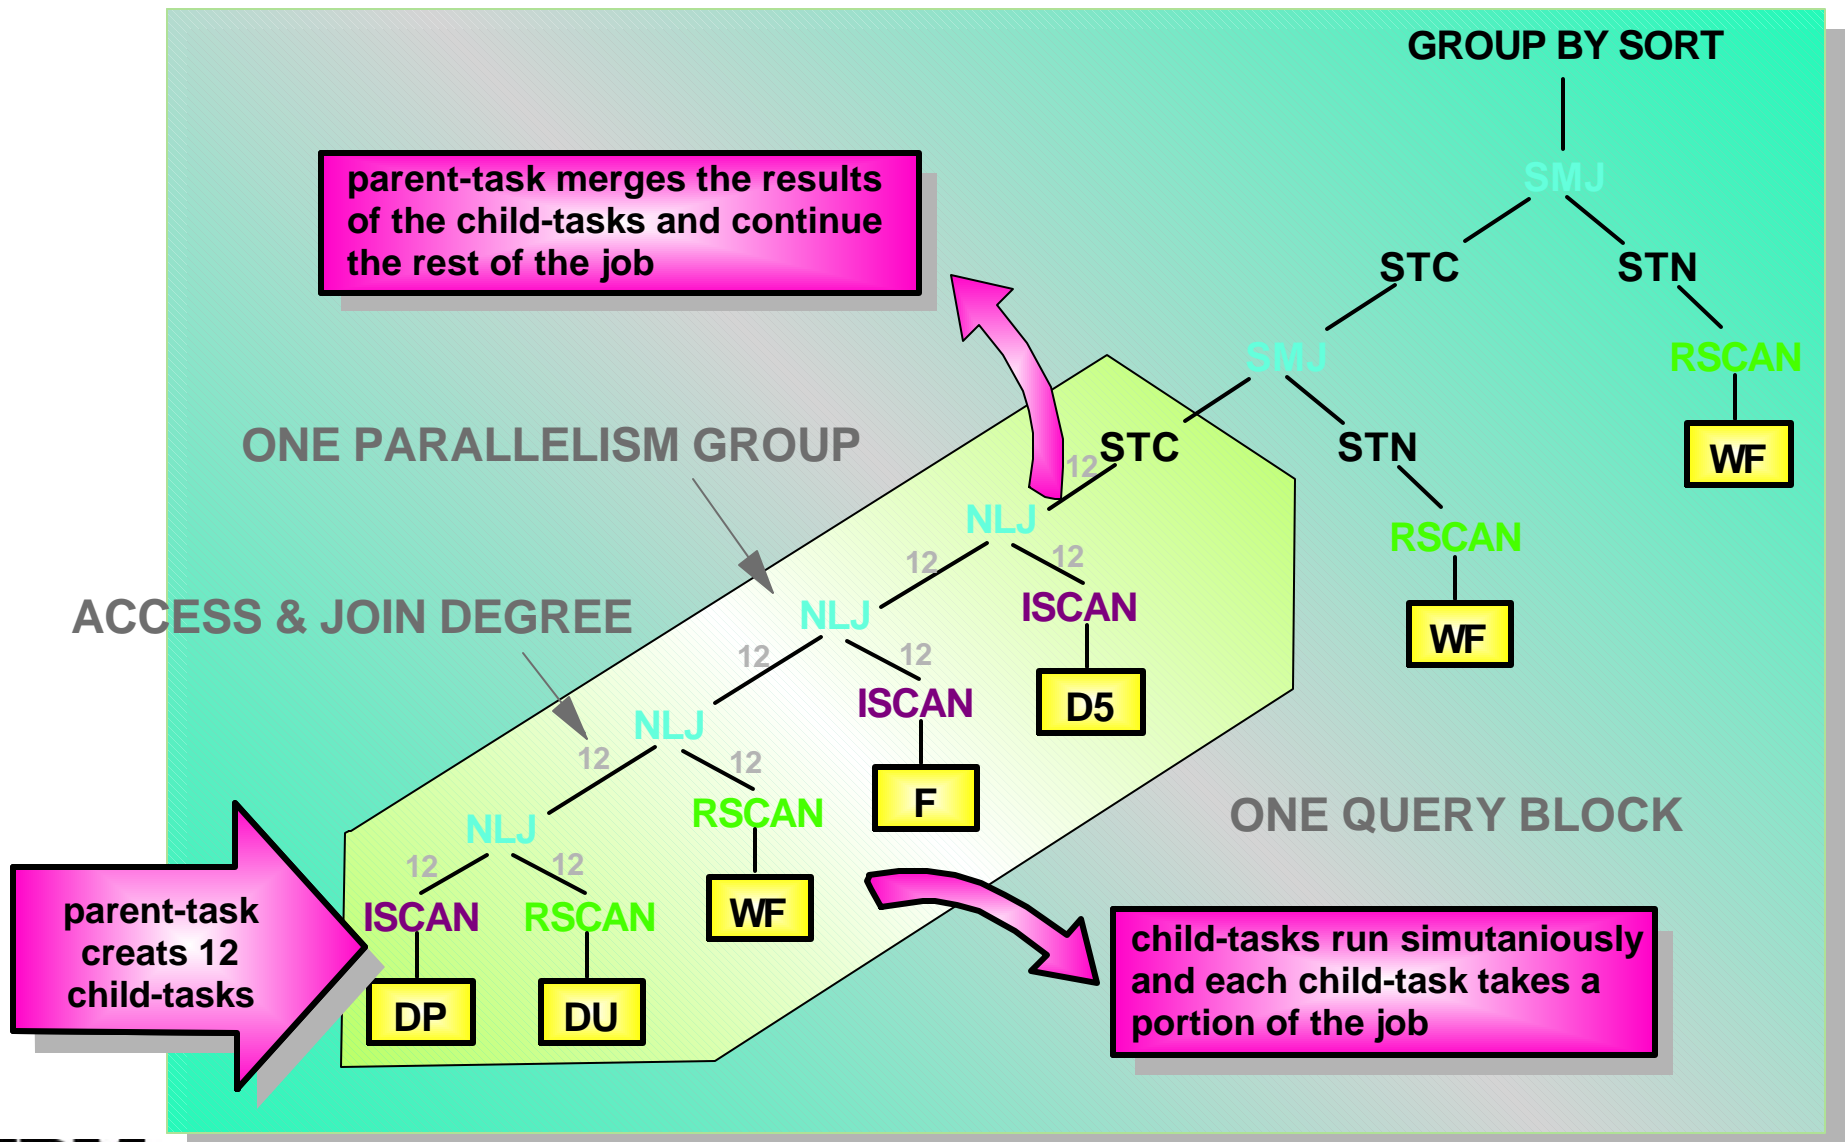 GROUP BY SORT
parent-task merges the results
of the child-tasks and continue
the rest of the job
SMJ
STC
STN
SMJ
RSCAN
WF
ONE PARALLELISM GROUP
STC
STN
12
NLJ
RSCAN
12
12
ACCESS & JOIN DEGREE
NLJ
ISCAN
WF
12
12
ISCAN
D5
NLJ
12
12
F
NLJ
RSCAN
ONE QUERY BLOCK
12
12
parent-task
creats 12
child-tasks
ISCAN
RSCAN
WF
DP
DU
child-tasks run simutaniously
and each child-task takes a
portion of the job